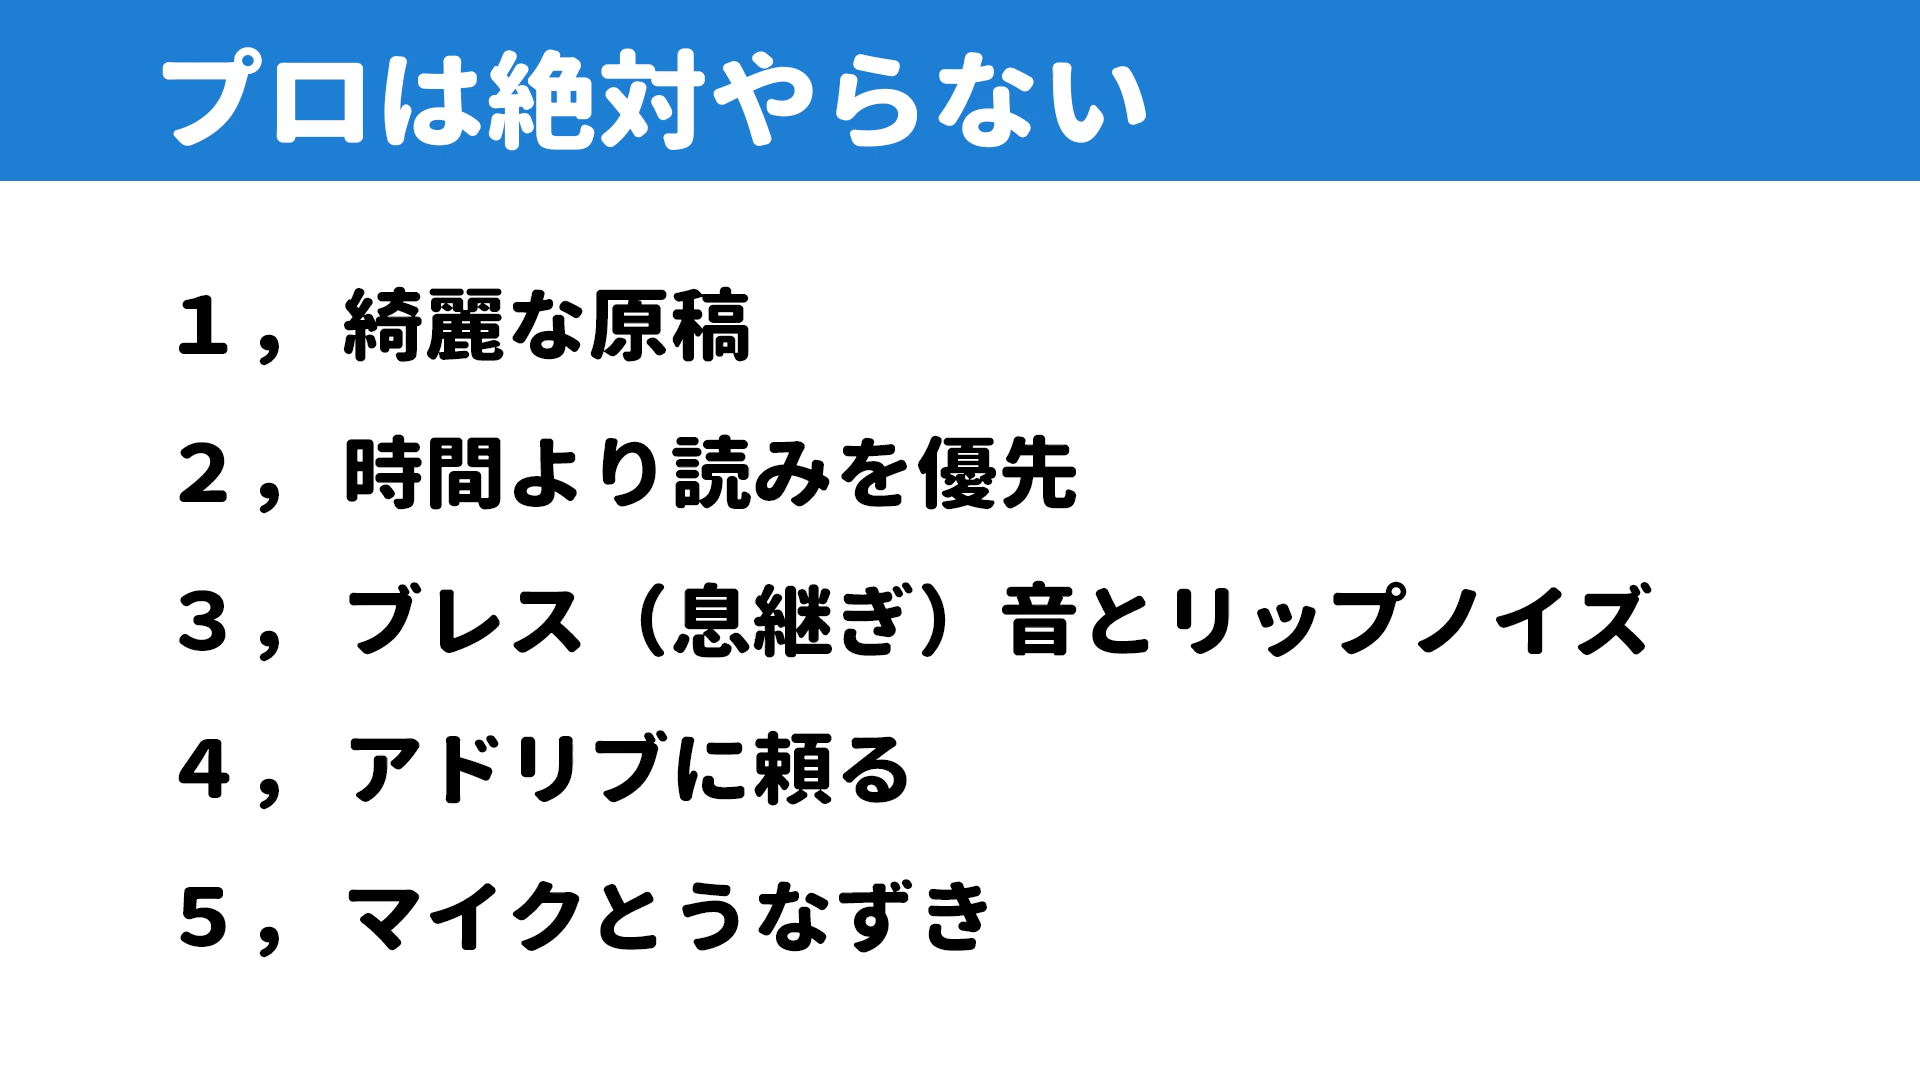 プロは絶対やらない
１，綺麗な原稿
２，時間より読みを優先
３，ブレス（息継ぎ）音とリップノイズ
４，アドリブに頼る
５，マイクとうなずき